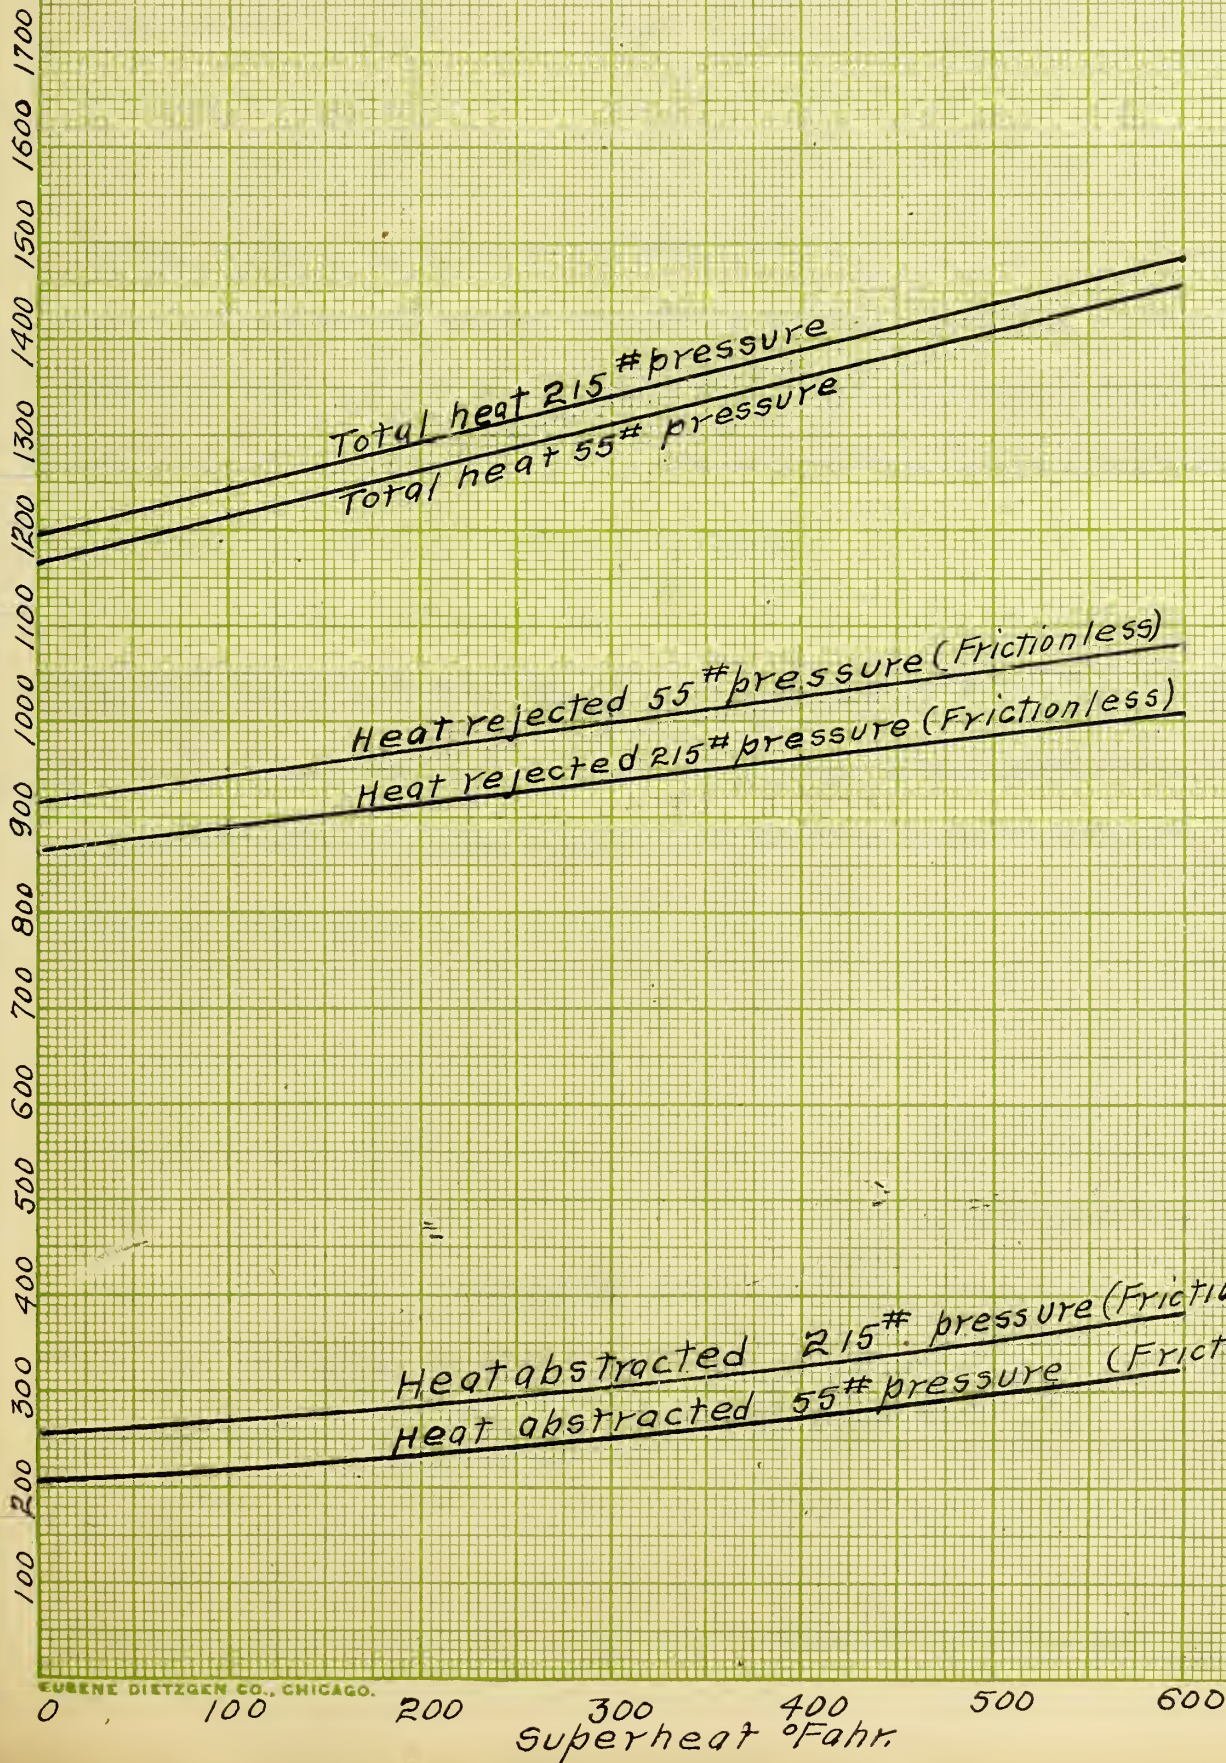 1700
1600
1500
1400
1300
1200
1100
1000
900
800
700
600
500
400
300
200
100
Total heat 215 # pressure
Total heat 55# pressure
Heat rejected 55# pressure (Frictionless)
Heat rejected 215# pressure (Frictionless)
Heat abstracted 215# pressure (Frictio
Heat abstracted 55# pressure (Frict
EUGENE DIETZGEN CO., CHICAGO.
0 100 200 300 400 500 600
Superheat °Fahr.